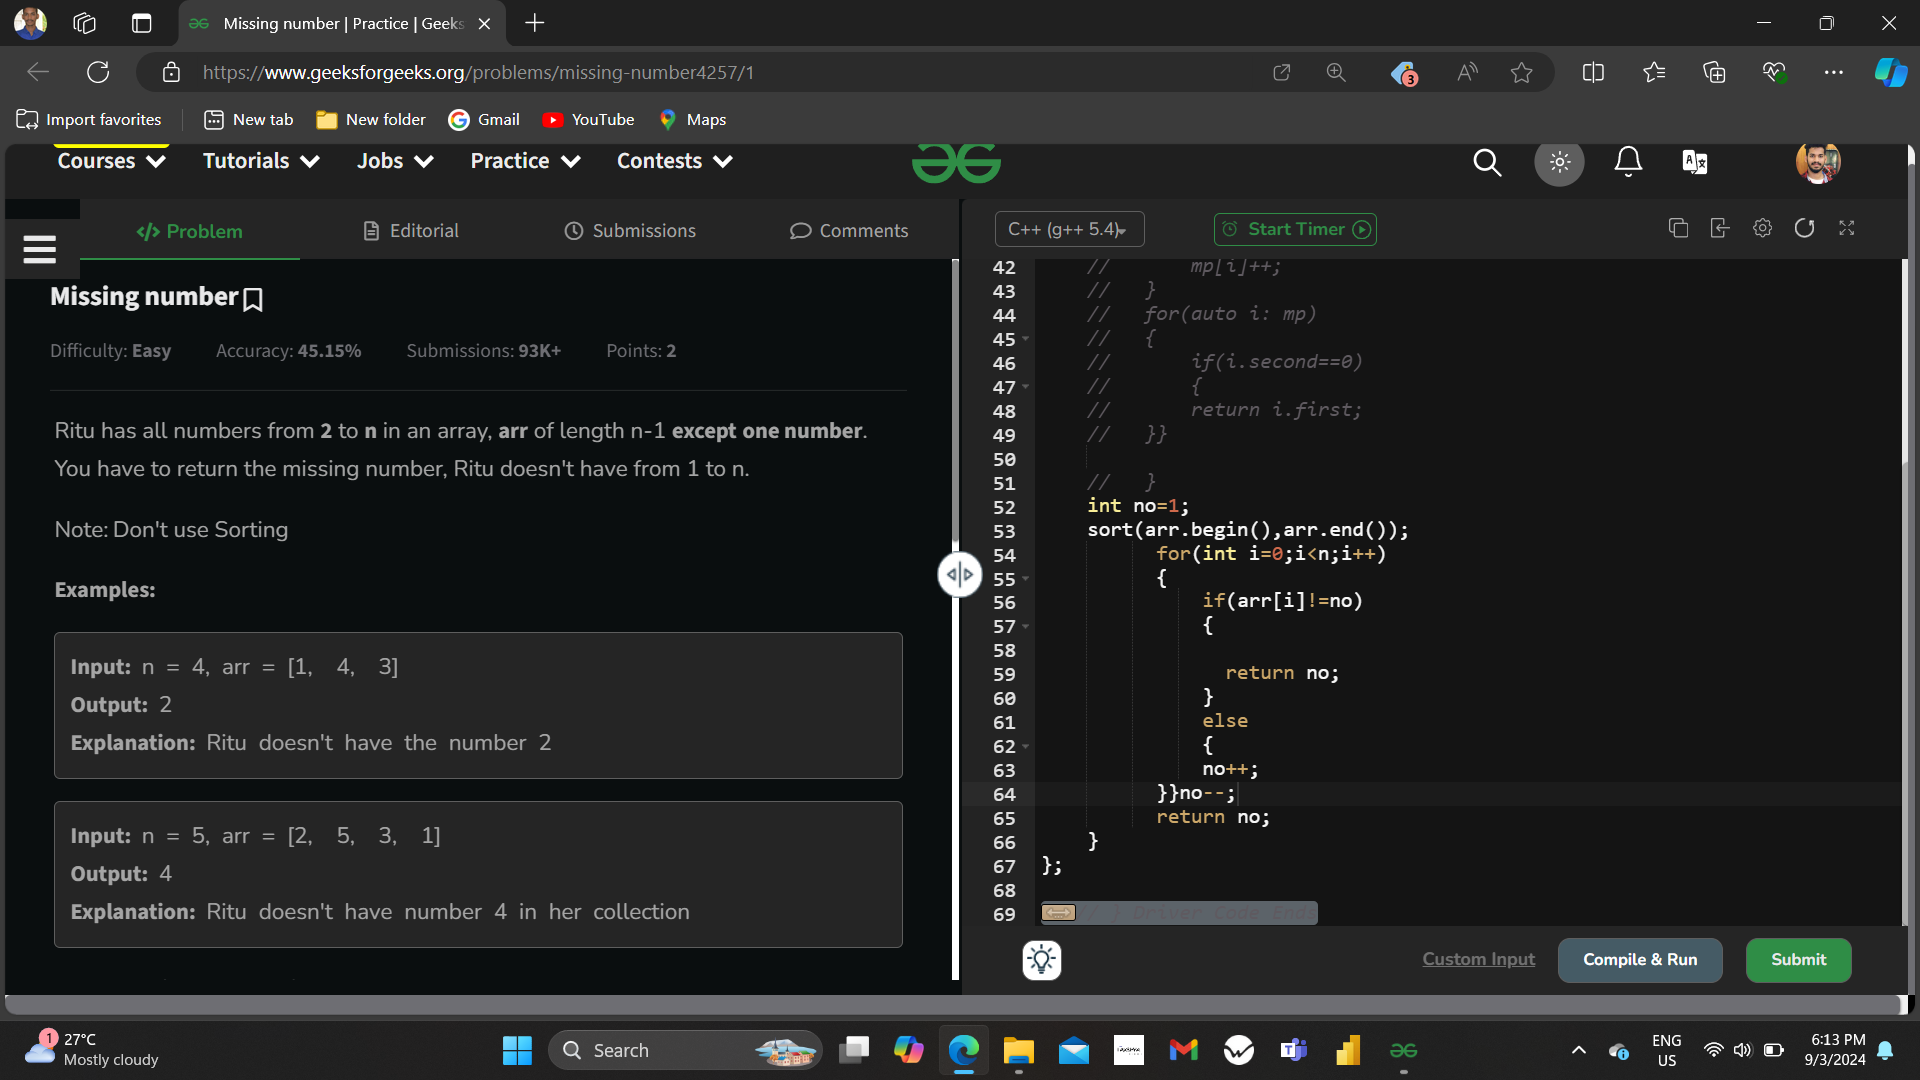 Missing number | Practice | Geeks
https://www.geeksforgeeks.org/problems/missing-number4257/1
3
Import favorites
New tab
New folder
Gmail
YouTube
Maps
Courses
Tutorials
Jobs
Practice
Contests
</> Problem
Editorial
Submissions
Comments
Missing number
Difficulty: Easy
Accuracy: 45.15%
Submissions: 93K+
Points: 2
Ritu has all numbers from 2 to n in an array, arr of length n-1 except one number.
You have to return the missing number, Ritu doesn't have from 1 to n.
Note: Don't use Sorting
Examples:
Input: n = 4, arr = [1, 4, 3]
Output: 2
Explanation: Ritu doesn't have the number 2
Input: n = 5, arr = [2, 5, 3, 1]
Output: 4
Explanation: Ritu doesn't have number 4 in her collection
C++ (g++ 5.4)
Start Timer
42 // mp[i]++;
43 // }
44 // for(auto i: mp)
45 // {
46 // if(i.second==0)
47 // {
48 // return i.first;
49 // }}
50
51 // }
52 int no=1;
53 sort(arr.begin(),arr.end());
54 for(int i=0;i<n;i++)
55 {
56 if(arr[i]!=no)
57 {
58
59 return no;
60 }
61 else
62 {
63 no++;
64 }}no--;
65 return no;
66 }
67 };
68
69 // } Driver Code Ends
Custom Input
Compile & Run
Submit
1
27°C
Mostly cloudy
Search
ENG
US
6:13 PM
9/3/2024